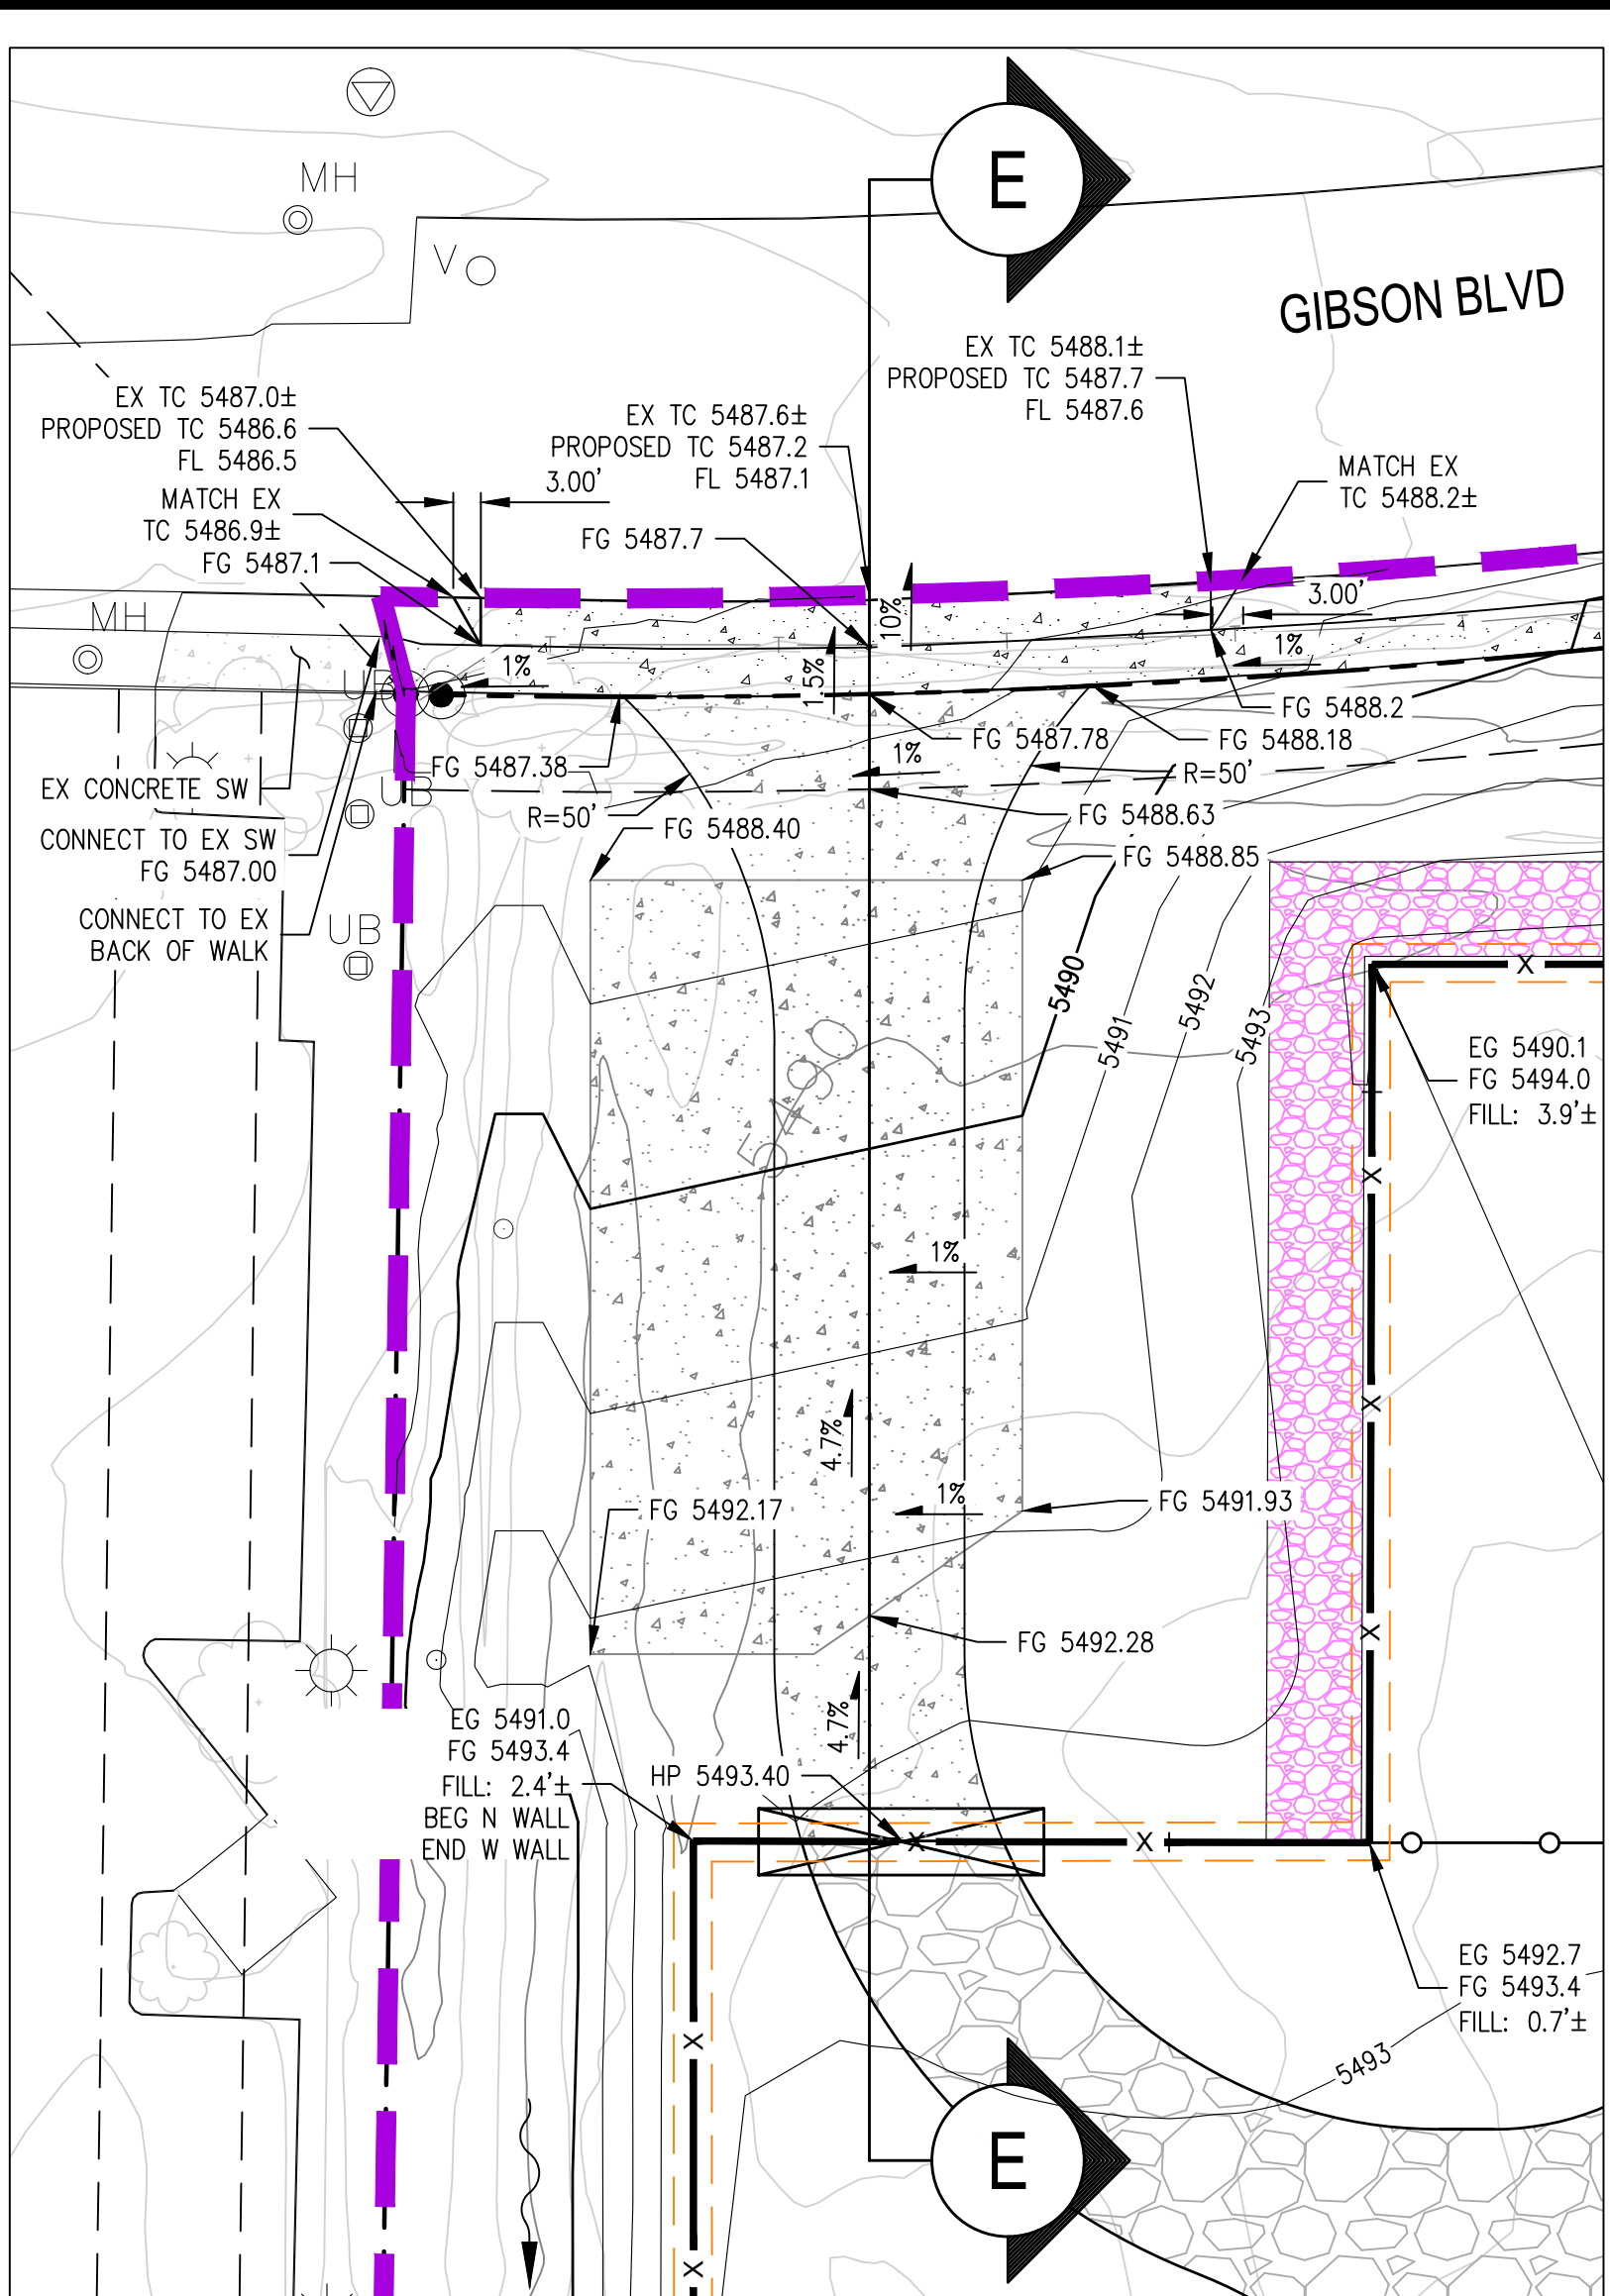 E
MH
V
GIBSON BLVD
EX TC 5487.0±
PROPOSED TC 5486.6
FL 5486.5
MATCH EX
TC 5486.9±
FG 5487.1
EX TC 5487.6±
PROPOSED TC 5487.2
FL 5487.1
3.00'
FG 5487.7
EX TC 5488.1±
PROPOSED TC 5487.7
FL 5487.6
MATCH EX
TC 5488.2±
3.00'
MH
10%
1%
1%
1.5%
UB
FG 5488.2
FG 5487.78
FG 5488.18
FG 5487.38
1%
R=50'
UB
EX CONCRETE SW
R=50'
FG 5488.40
FG 5488.63
CONNECT TO EX SW
FG 5487.00
FG 5488.85
CONNECT TO EX
BACK OF WALK
UB
5490
5491
5492
5493
5490
EG 5490.1
FG 5494.0
FILL: 3.9'±
X
X
1%
X
4.7%
1%
FG 5492.17
FG 5491.93
X
FG 5492.28
4.7%
EG 5491.0
FG 5493.4
FILL: 2.4'±
BEG N WALL
END W WALL
HP 5493.40
X
X
EG 5492.7
FG 5493.4
FILL: 0.7'±
5493
X
E
X